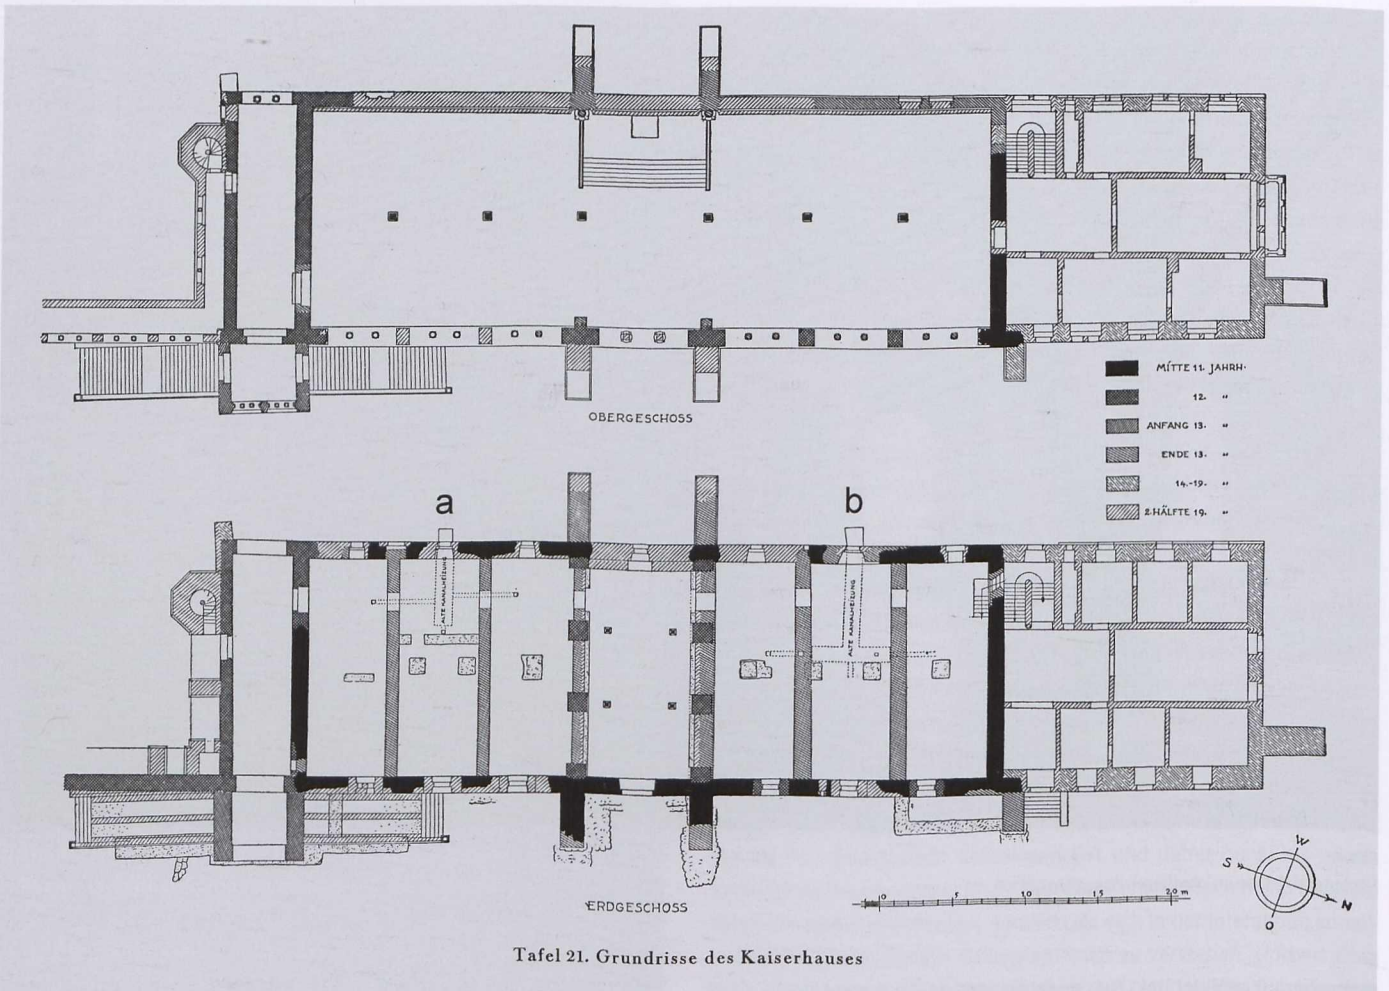 OBERGESCHOSS
MITTE 11. JAHRH.
12. "
ANFANG 13. "
ENDE 13. "
14.-19. "
2.HÄLFTE 19. "
a
b
ALTE KANALHEIZUNG
ALTE KANALHEIZUNG
W
S
N
O
0 5 10 15 20 m
ERDGESCHOSS
Tafel 21. Grundrisse des Kaiserhauses